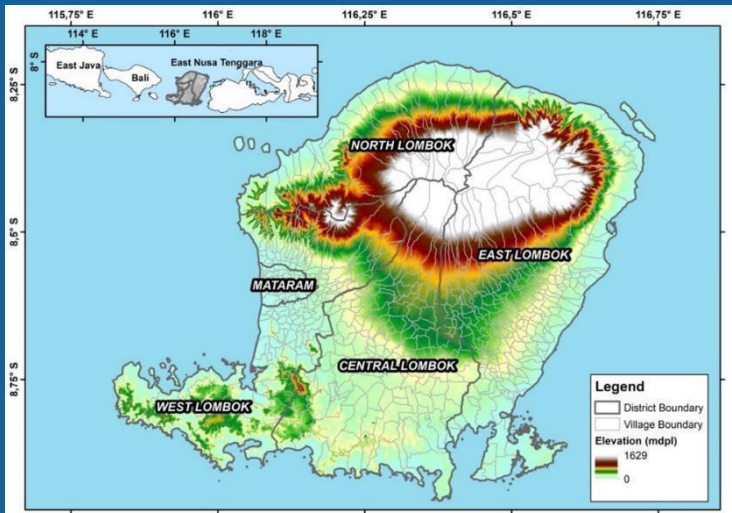 115,75° E
116° E
116,25° E
116,5° E
116,75° E
114° E
116° E
118° E
8° S
East Java
Bali
East Nusa Tenggara
8,25° S
NORTH LOMBOK
8,5° S
EAST LOMBOK
MATARAM
CENTRAL LOMBOK
8,75° S
WEST LOMBOK
Legend
District Boundary
Village Boundary
Elevation (mdpl)
1629
0